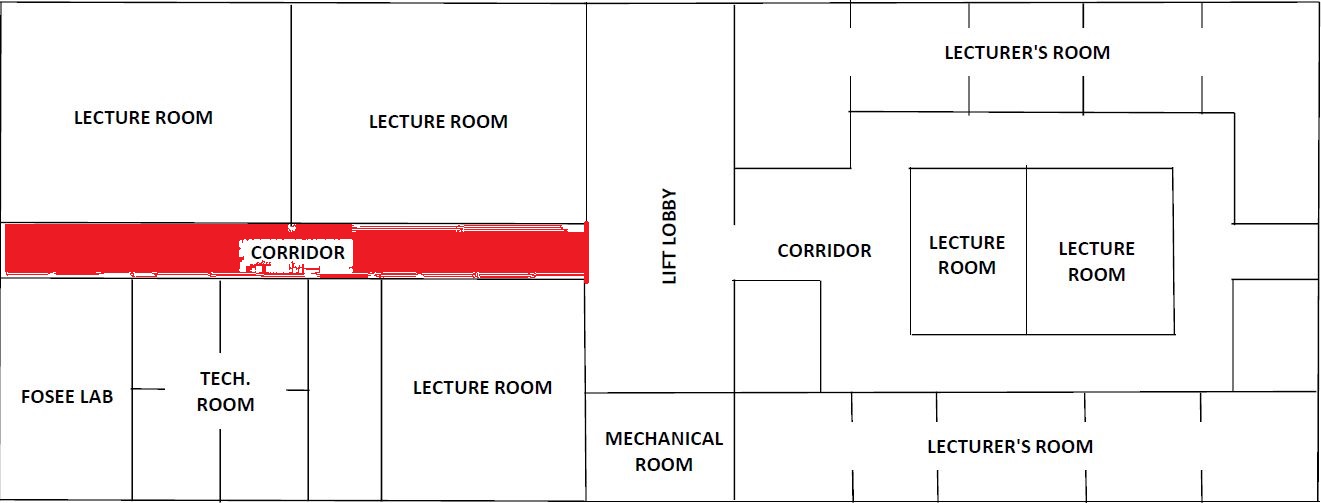 LECTURER'S ROOM
LECTURE ROOM
LECTURE ROOM
LIFT LOBBY
CORRIDOR
CORRIDOR
LECTURE
ROOM
LECTURE
ROOM
FOSEE LAB
TECH.
ROOM
LECTURE ROOM
MECHANICAL
ROOM
LECTURER'S ROOM